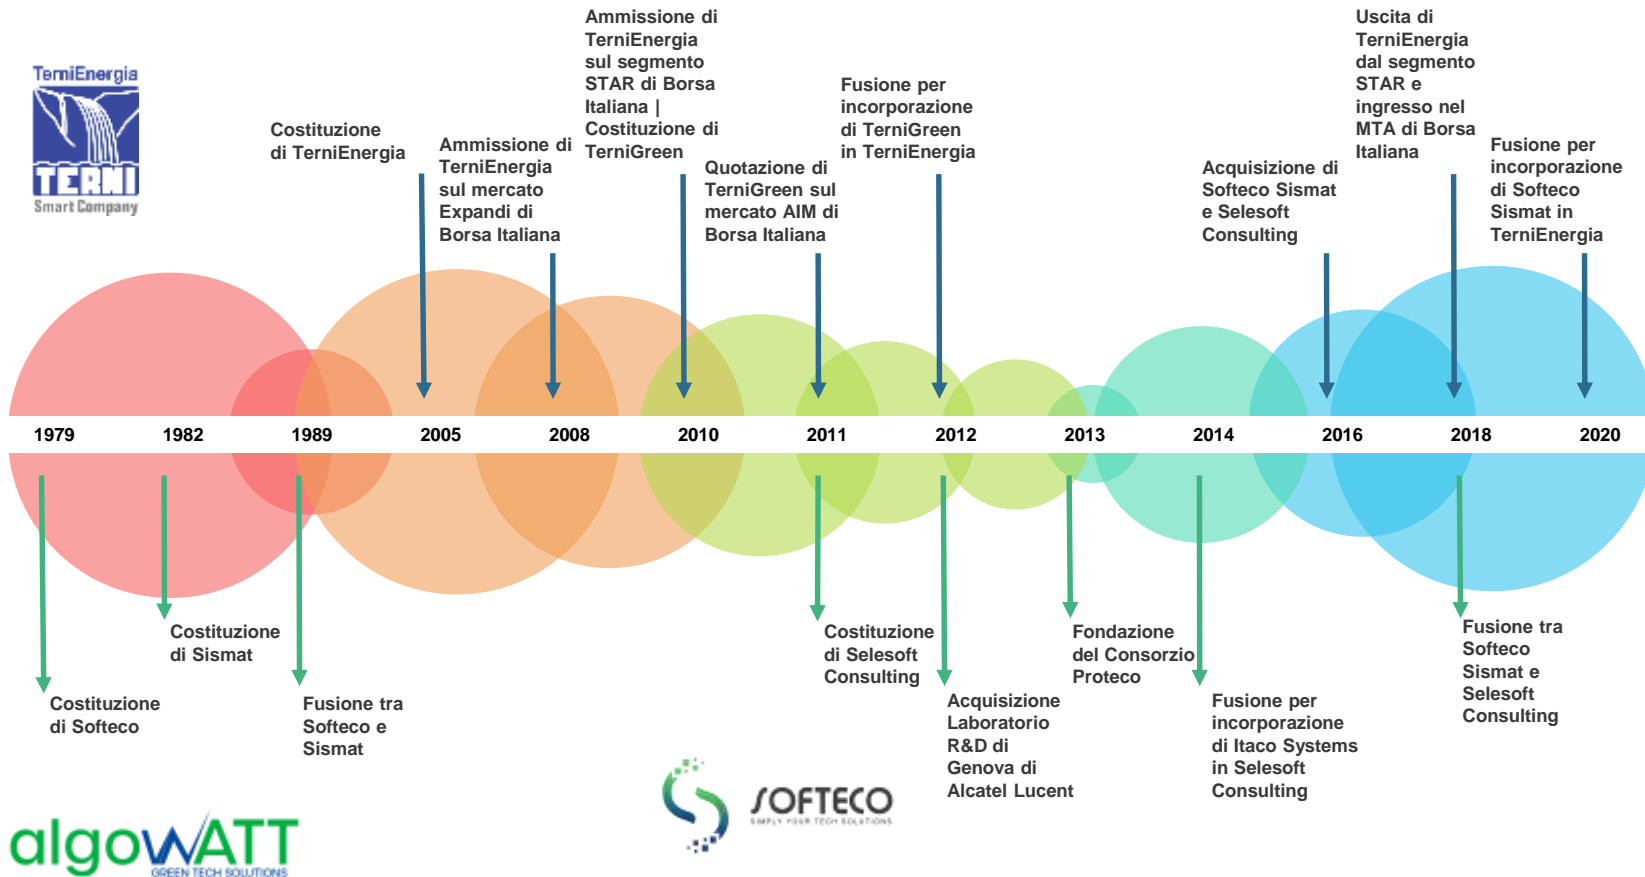 TerniEnergia
TERNI
Smart Company
Costituzione
di TerniEnergia
Ammissione di
TerniEnergia
sul mercato
Expandi di
Borsa Italiana
Ammissione di
TerniEnergia
sul segmento
STAR di Borsa
Italiana |
Costituzione di
TerniGreen
Quotazione di
TerniGreen sul
mercato AIM di
Borsa Italiana
Fusione per
incorporazione
di TerniGreen
in TerniEnergia
Acquisizione di
Softeco Sismat
e Selesoft
Consulting
Uscita di
TerniEnergia
dal segmento
STAR e
ingresso nel
MTA di Borsa
Italiana
Fusione per
incorporazione
di Softeco
Sismat in
TerniEnergia
1979 1982 1989 2005 2008 2010 2011 2012 2013 2014 2016 2018 2020
Costituzione
di Softeco
Costituzione
di Sismat
Fusione tra
Softeco e
Sismat
Costituzione
di Selesoft
Consulting
Acquisizione
Laboratorio
R&D di
Genova di
Alcatel Lucent
Fondazione
del Consorzio
Proteco
Fusione per
incorporazione
di Itaco Systems
in Selesoft
Consulting
Fusione tra
Softeco
Sismat e
Selesoft
Consulting
SOFTECO
SIMPLY YOUR TECH SOLUTIONS
algoWATT
GREEN TECH SOLUTIONS